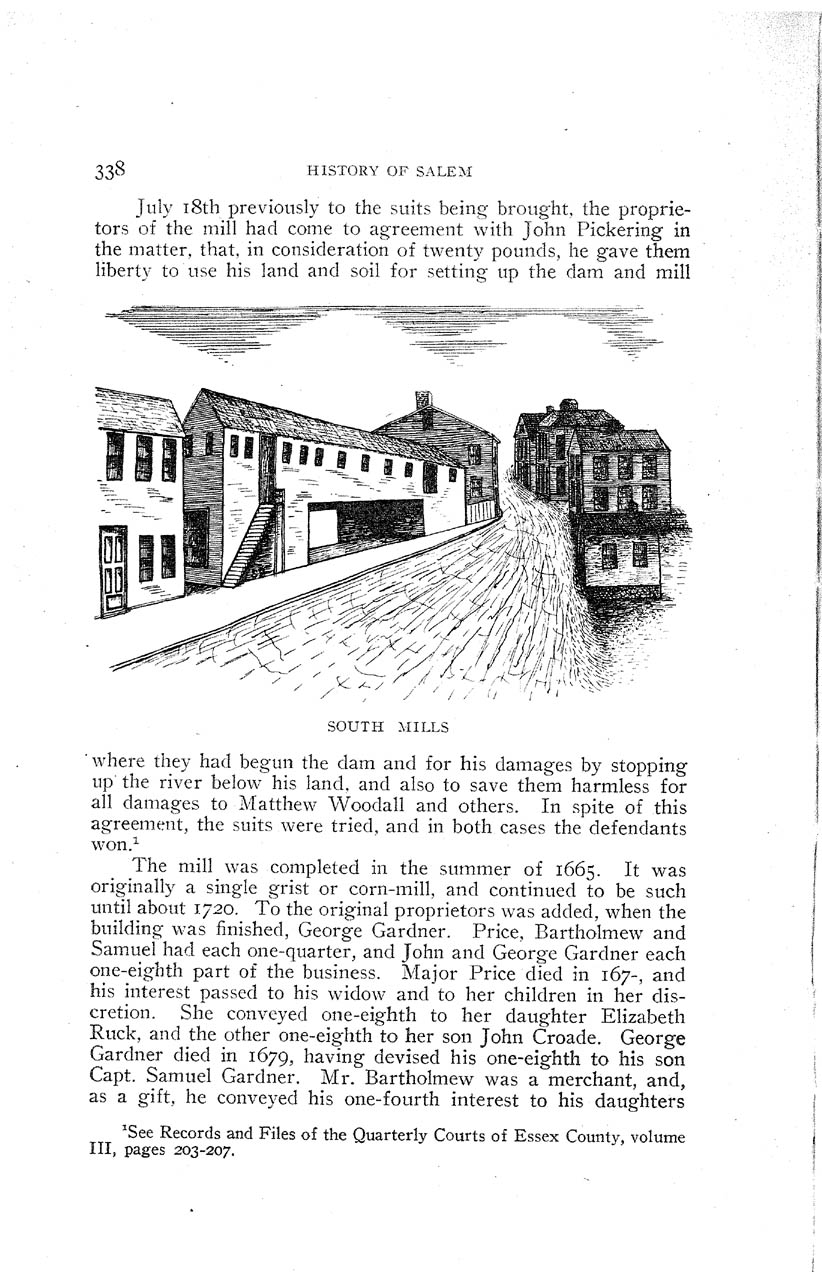 338 HISTORY OF SALEM
July 18th previously to the suits being brought, the proprie-
tors of the mill had come to agreement with John Pickering in
the matter, that, in consideration of twenty pounds, he gave them
liberty to use his land and soil for setting up the dam and mill
SOUTH MILLS
where they had begun the dam and for his damages by stopping
up the river below his land, and also to save them harmless for
all damages to Matthew Woodall and others. In spite of this
agreement, the suits were tried, and in both cases the defendants
won.¹
The mill was completed in the summer of 1665. It was
originally a single grist or corn-mill, and continued to be such
until about 1720. To the original proprietors was added, when the
building was finished, George Gardner. Price, Bartholmew and
Samuel had each one-quarter, and John and George Gardner each
one-eighth part of the business. Major Price died in 167-, and
his interest passed to his widow and to her children in her dis-
cretion. She conveyed one-eighth to her daughter Elizabeth
Ruck, and the other one-eighth to her son John Croade. George
Gardner died in 1679, having devised his one-eighth to his son
Capt. Samuel Gardner. Mr. Bartholmew was a merchant, and,
as a gift, he conveyed his one-fourth interest to his daughters
¹See Records and Files of the Quarterly Courts of Essex County, volume
III, pages 203-207.